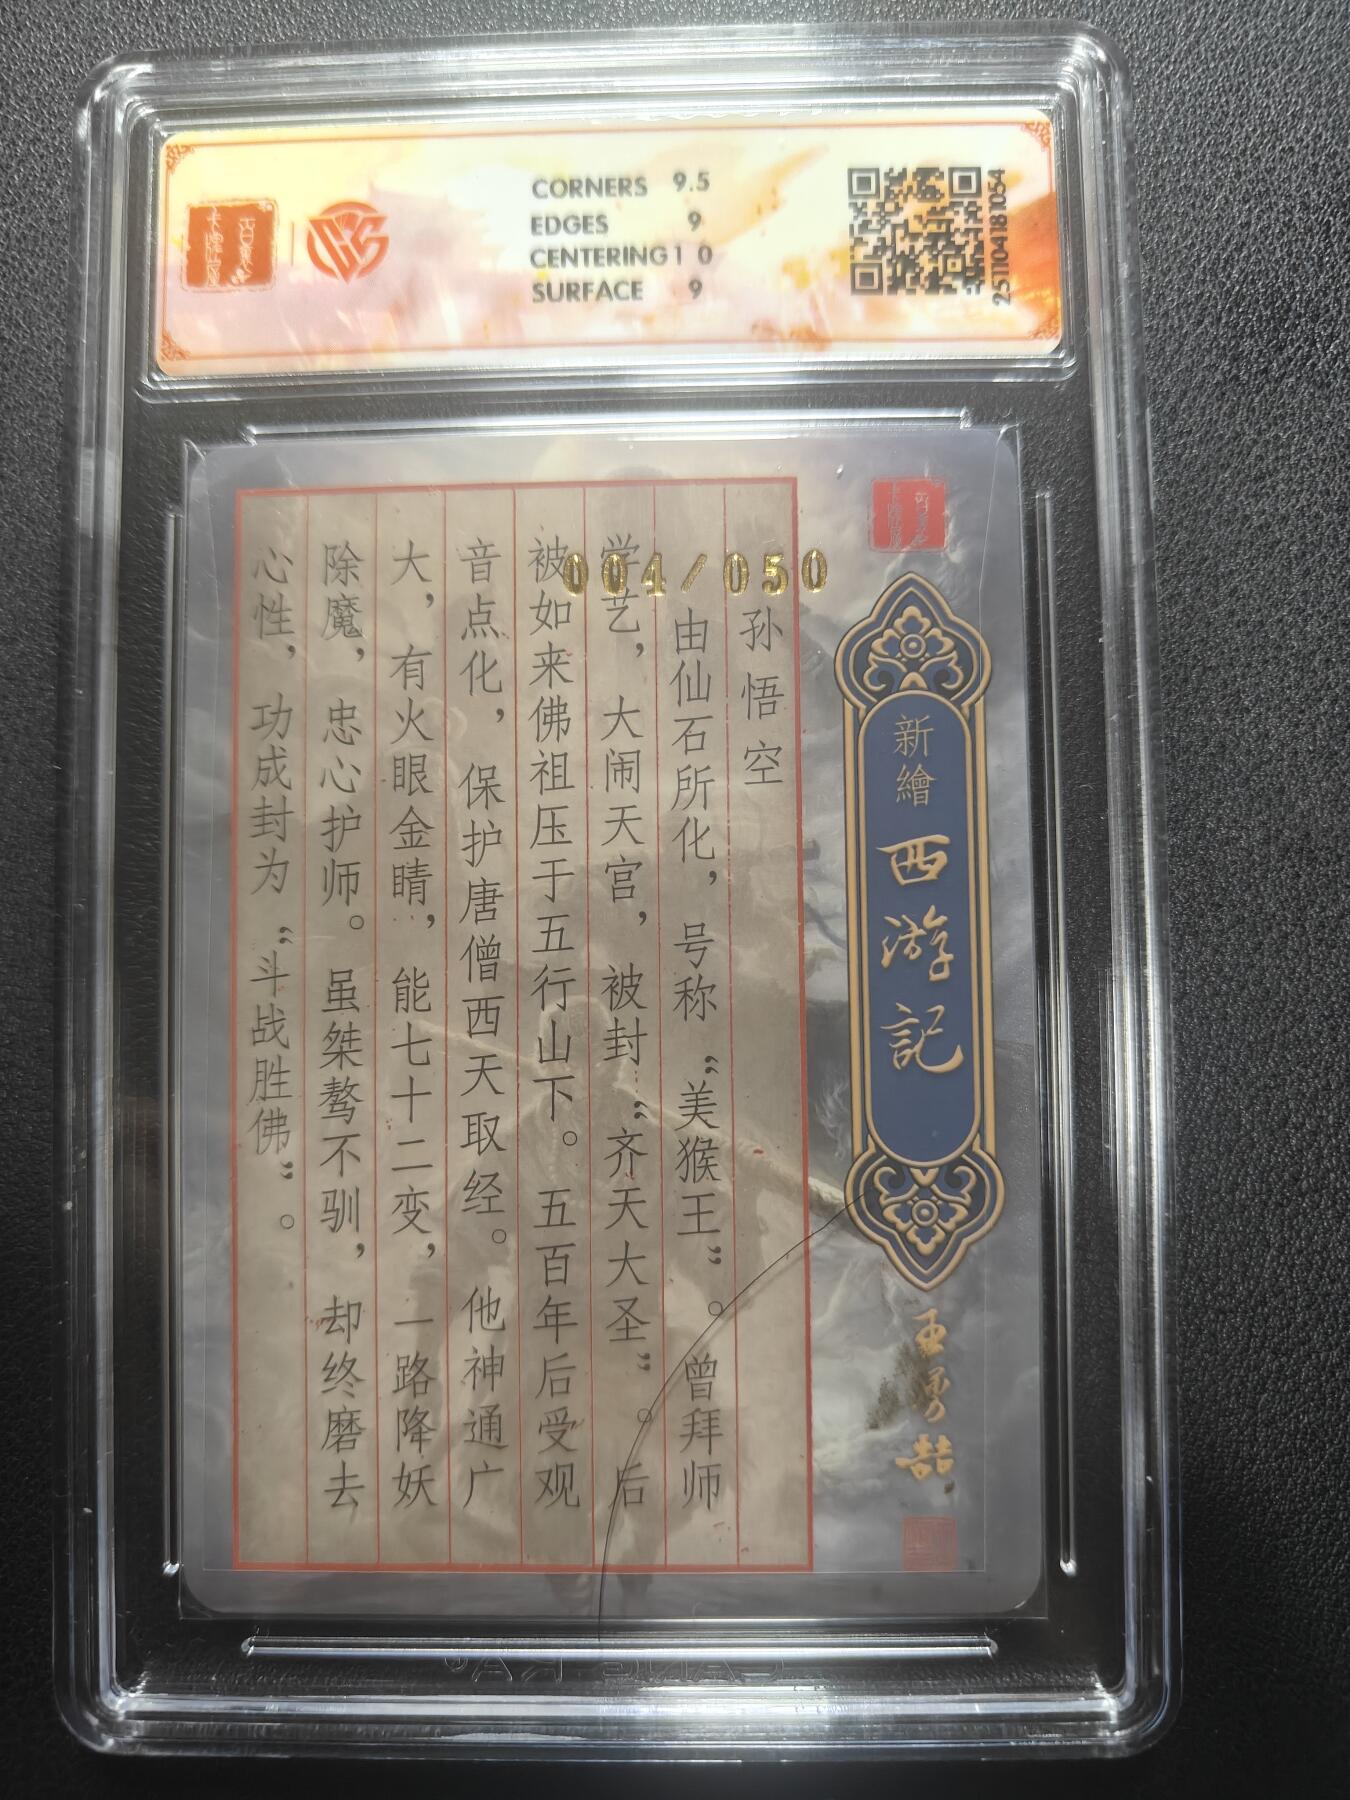 CORNERS 9.5
EDGES 9
CENTERING 1 0
SURFACE 9
251104181054
004/050
孙悟空
由仙石所化，号称“美猴王”。曾拜师
学艺，大闹天宫，被封“齐天大圣”。后
被如来佛祖压于五行山下。五百年后受观
音点化，保护唐僧西天取经。他神通广
大，有火眼金睛，能七十二变，一路降妖
除魔，忠心护师。虽桀骜不驯，却终磨去
心性，功成封为“斗战胜佛”。
新繪
西游記
CANG KA